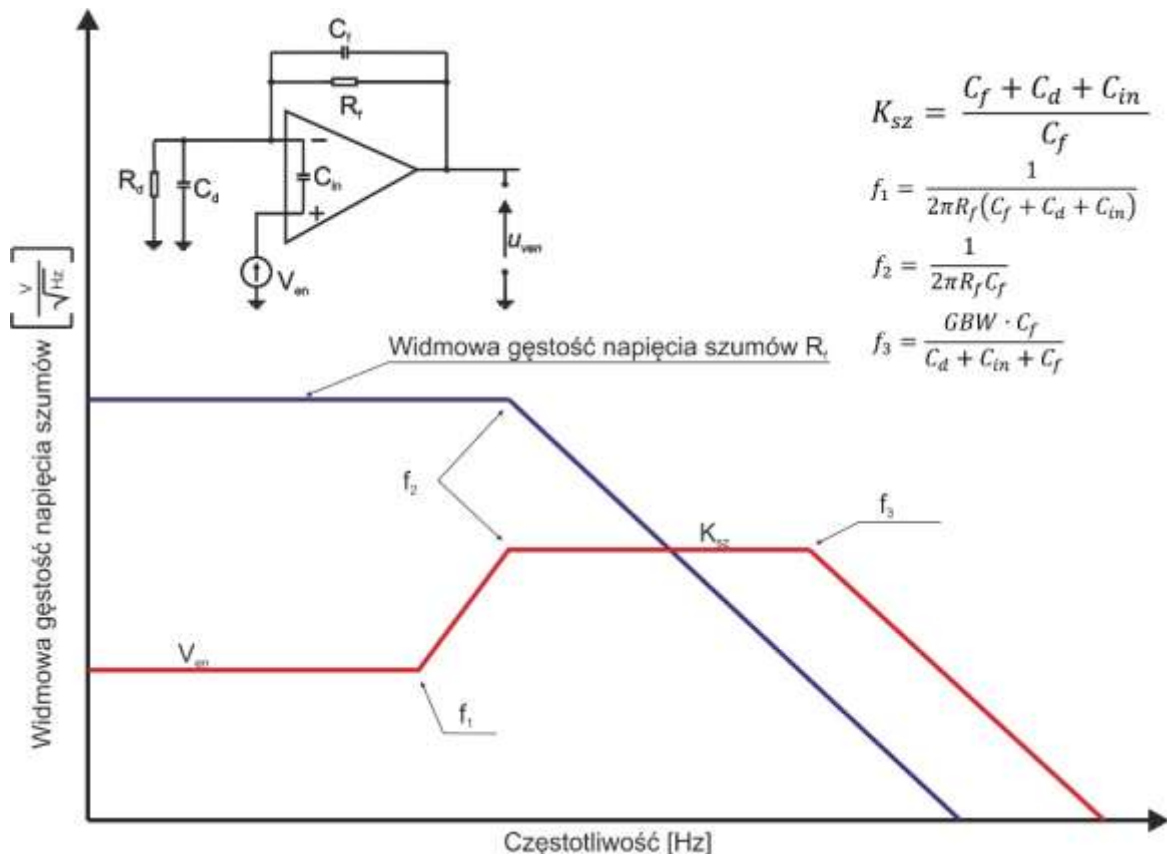 C_f
R_f
R_d
C_d
C_in
−
+
V_en
u_ven
K_sz = (C_f + C_d + C_in) / C_f
f_1 = 1 / (2πR_f(C_f + C_d + C_in))
f_2 = 1 / (2πR_f C_f)
f_3 = (GBW · C_f) / (C_d + C_in + C_f)
Widmowa gęstość napięcia szumów [V/√Hz]
Widmowa gęstość napięcia szumów R_f
f_2
f_3
K_sz
V_en
f_1
Częstotliwość [Hz]